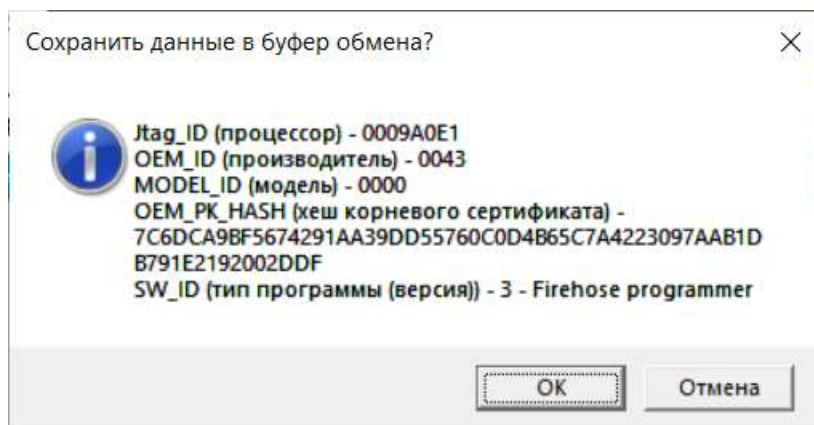 Сохранить данные в буфер обмена?
Jtag_ID (процессор) - 0009A0E1
OEM_ID (производитель) - 0043
MODEL_ID (модель) - 0000
OEM_PK_HASH (хеш корневого сертификата) -
7C6DCA9BF5674291AA39DD55760C0D4B65C7A4223097AAB1D
B791E2192002DDF
SW_ID (тип программы (версия)) - 3 - Firehose programmer
OK
Отмена